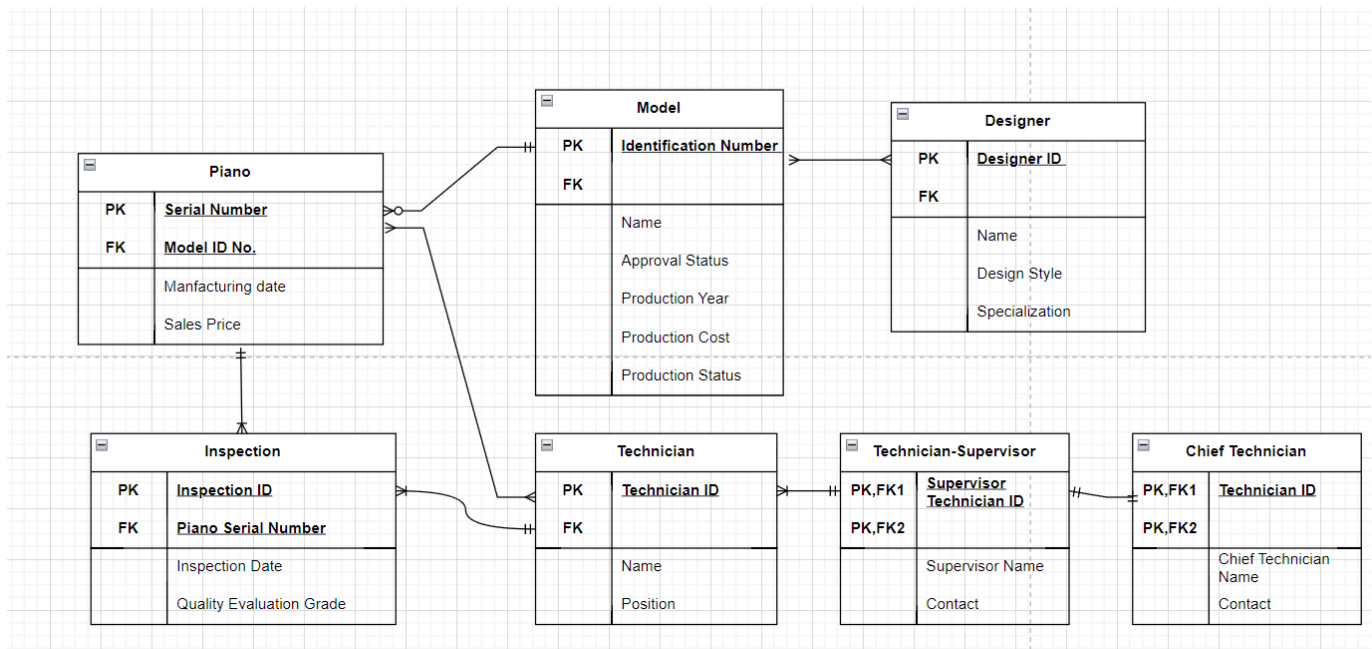 Model
PK Identification Number
FK
Name
Approval Status
Production Year
Production Cost
Production Status
Designer
PK Designer ID
FK
Name
Design Style
Specialization
Piano
PK Serial Number
FK Model ID No.
Manfacturing date
Sales Price
Inspection
PK Inspection ID
FK Piano Serial Number
Inspection Date
Quality Evaluation Grade
Technician
PK Technician ID
FK
Name
Position
Technician-Supervisor
PK,FK1 Supervisor
Technician ID
PK,FK2
Supervisor Name
Contact
Chief Technician
PK,FK1 Technician ID
PK,FK2
Chief Technician
Name
Contact